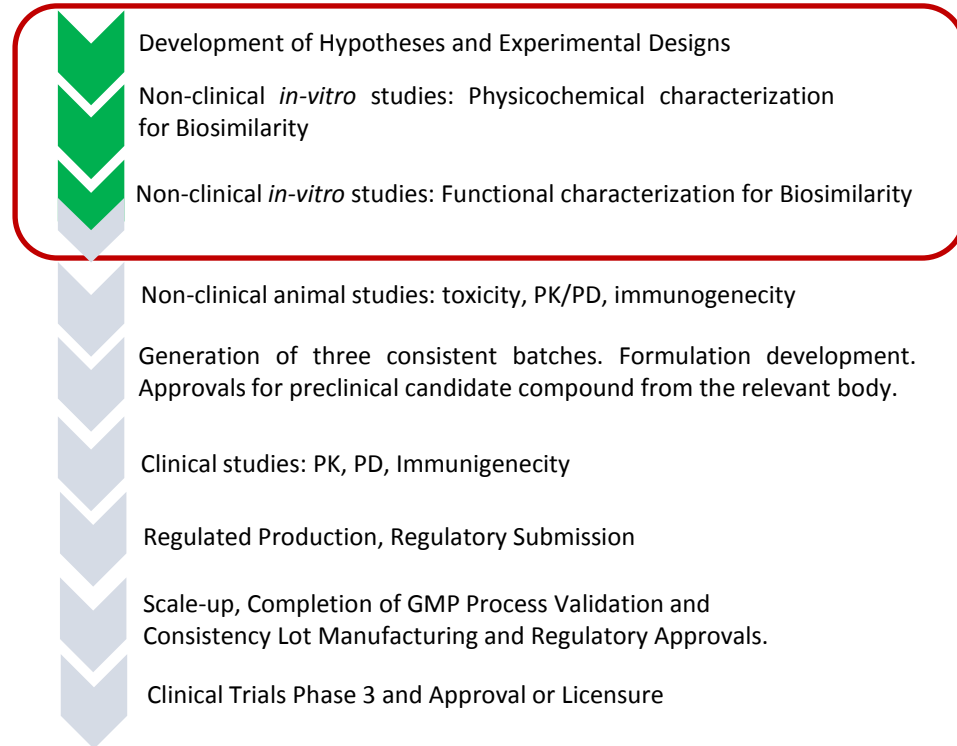 Development of Hypotheses and Experimental Designs
Non-clinical in-vitro studies: Physicochemical characterization
for Biosimilarity
Non-clinical in-vitro studies: Functional characterization for Biosimilarity
Non-clinical animal studies: toxicity, PK/PD, immunogenecity
Generation of three consistent batches. Formulation development.
Approvals for preclinical candidate compound from the relevant body.
Clinical studies: PK, PD, Immunigenecity
Regulated Production, Regulatory Submission
Scale-up, Completion of GMP Process Validation and
Consistency Lot Manufacturing and Regulatory Approvals.
Clinical Trials Phase 3 and Approval or Licensure